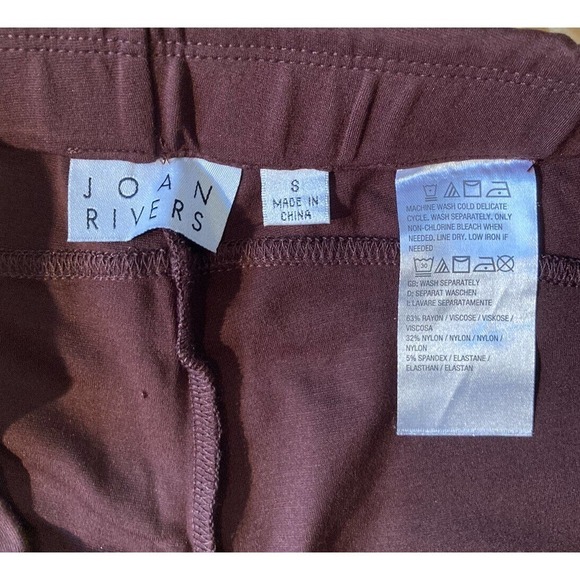 JOAN
RIVERS
S
MADE IN
CHINA
MACHINE WASH COLD DELICATE
CYCLE. WASH SEPARATELY. ONLY
NON-CHLORINE BLEACH WHEN
NEEDED. LINE DRY. LOW IRON IF
NEEDED.
30
GB: WASH SEPARATELY
D: SEPARAT WASCHEN
I: LAVARE SEPARATAMENTE
63% RAYON / VISCOSE / VISKOSE /
VISCOSA
32% NYLON / NYLON / NYLON /
NYLON
5% SPANDEX / ELASTANE /
ELASTHAN / ELASTAN